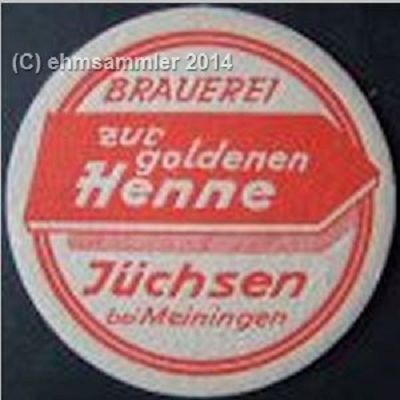 (C) ehmsammler 2014
BRAUEREI
zur
goldenen
Henne
Jüchsen
bei Meiningen